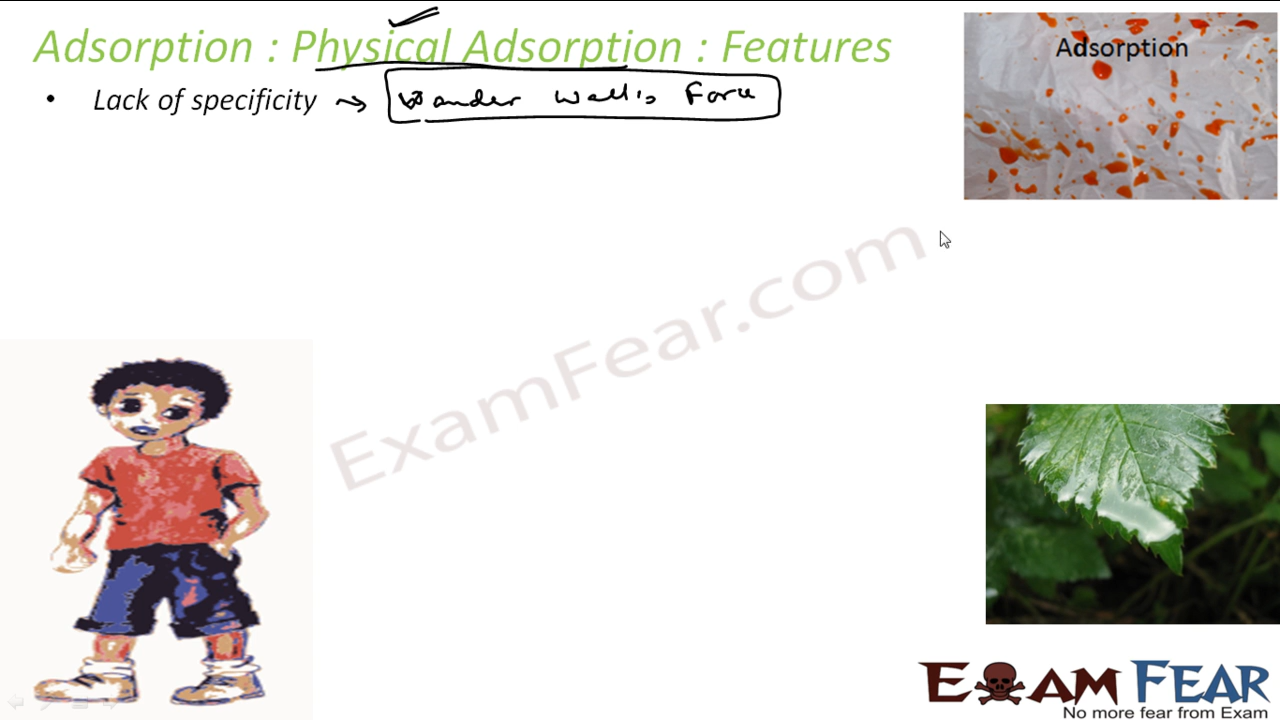 Adsorption : Physical Adsorption : Features
Adsorption
• Lack of specificity → Vander Wall's Force
ExamFear.com
EXAM FEAR
No more fear from Exam